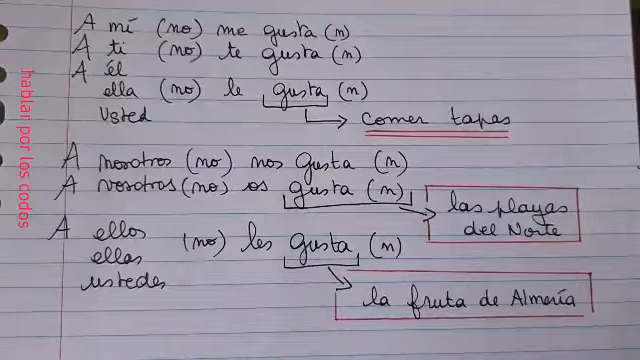 A mí (no) me gusta (n)
A ti (no) te gusta (n)
A él
ella (no) le gusta (n)
Usted
comer tapas
A nosotros (no) nos gusta (n)
A vosotros (no) os gusta (n)
las playas
del Norte
A ellos
ellas (no) les gusta (n)
ustedes
la fruta de Almería
hablar por los codos